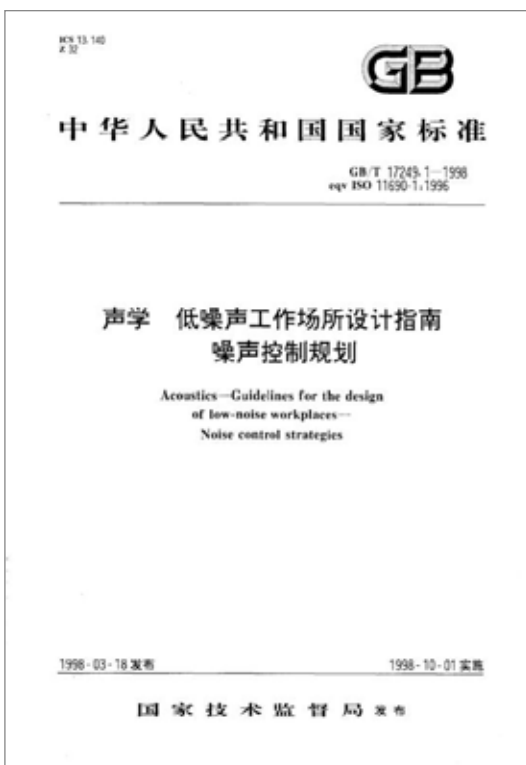 ICS 13.140
Z 32
GB
中华人民共和国国家标准
GB/T 17249.1—1998
eqv ISO 11690-1:1996
声学 低噪声工作场所设计指南
噪声控制规划
Acoustics—Guidelines for the design
of low-noise workplaces—
Noise control strategies
1998-03-18发布
1998-10-01实施
国家技术监督局 发布